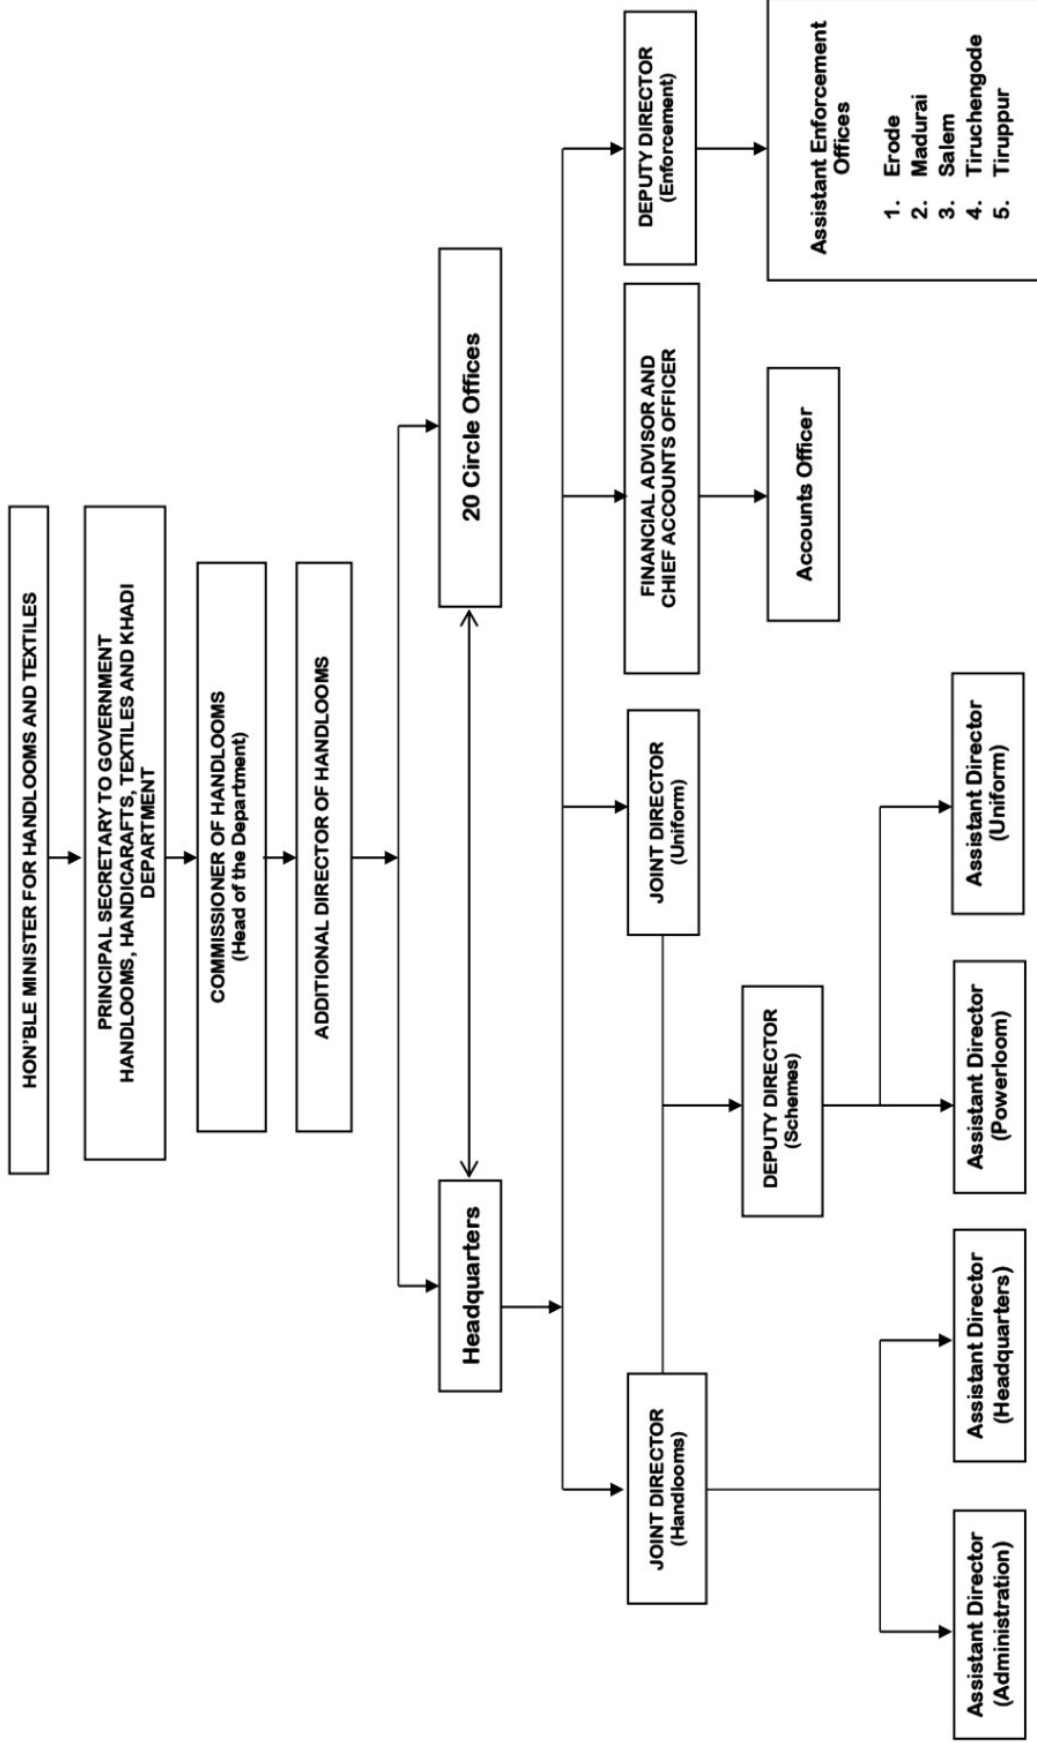 HON'BLE MINISTER FOR HANDLOOMS AND TEXTILES
PRINCIPAL SECRETARY TO GOVERNMENT
HANDLOOMS, HANDICARAFTS, TEXTILES AND KHADI
DEPARTMENT
COMMISSIONER OF HANDLOOMS
(Head of the Department)
ADDITIONAL DIRECTOR OF HANDLOOMS
Headquarters
20 Circle Offices
JOINT DIRECTOR
(Handlooms)
JOINT DIRECTOR
(Uniform)
FINANCIAL ADVISOR AND
CHIEF ACCOUNTS OFFICER
DEPUTY DIRECTOR
(Enforcement)
DEPUTY DIRECTOR
(Schemes)
Accounts Officer
Assistant Enforcement
Offices
1. Erode
2. Madurai
3. Salem
4. Tiruchengode
5. Tiruppur
Assistant Director
(Administration)
Assistant Director
(Headquarters)
Assistant Director
(Powerloom)
Assistant Director
(Uniform)